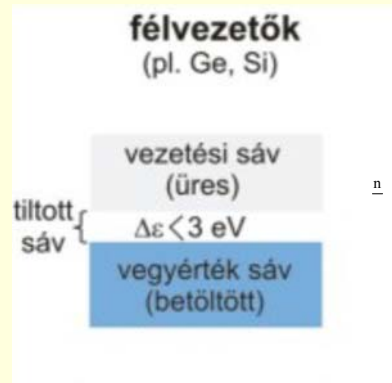 félvezetők
(pl. Ge, Si)
vezetési sáv
(üres)
n
tiltott
sáv
Δε<3 eV
vegyérték sáv
(betöltött)